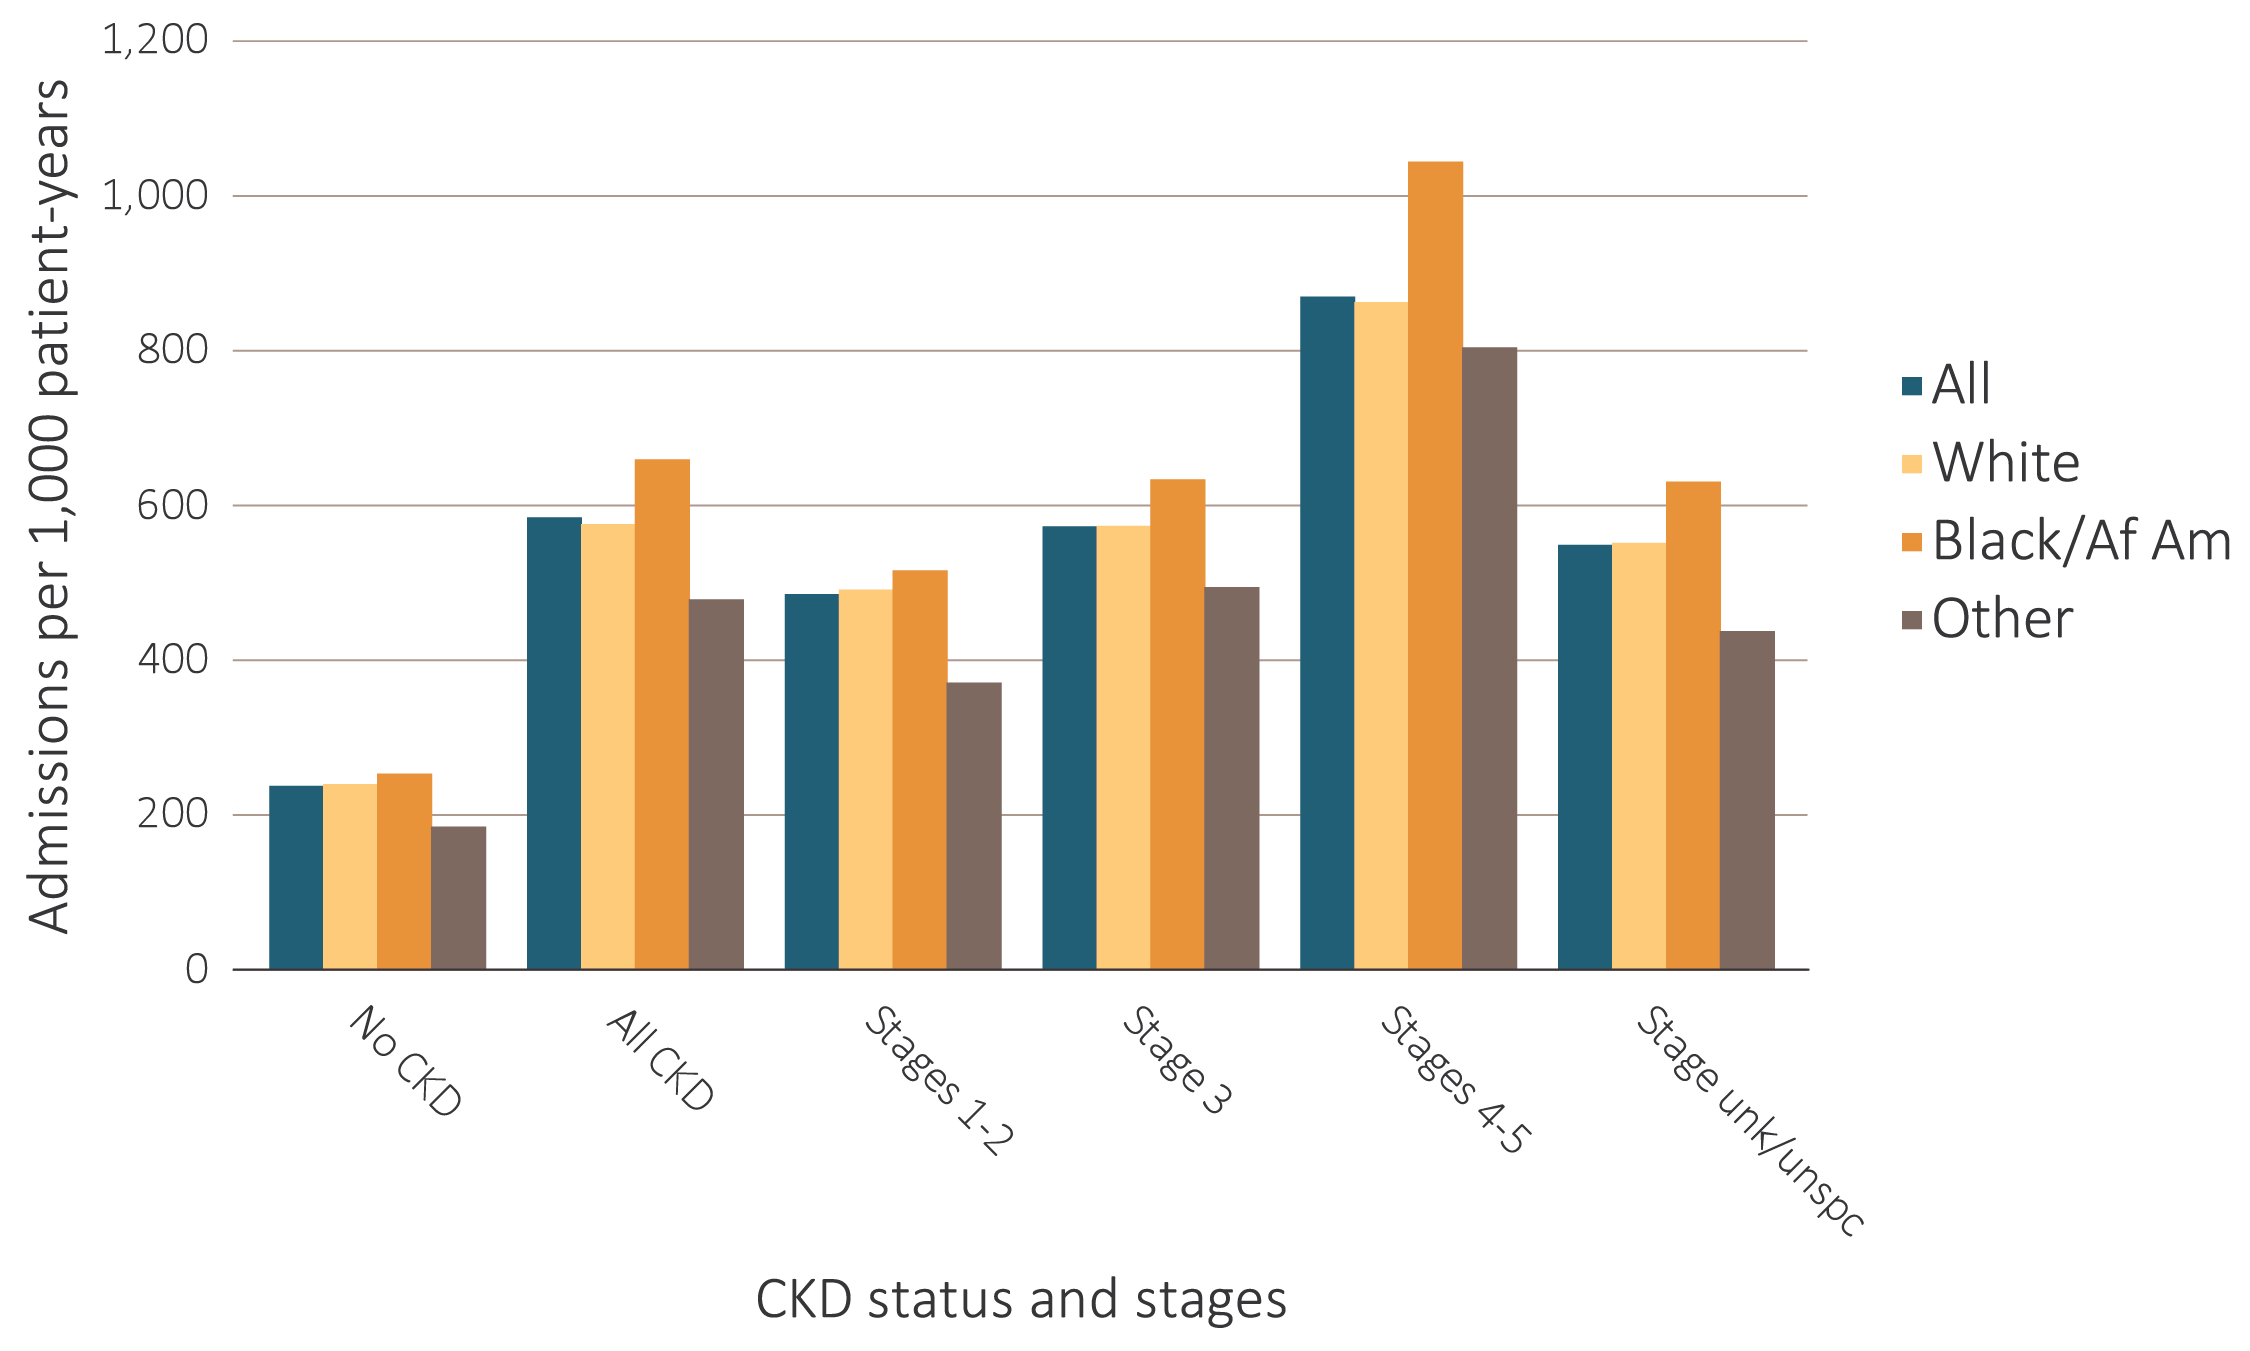 Admissions per 1,000 patient-years
1,200
1,000
800
600
400
200
0
No CKD
All CKD
Stages 1-2
Stage 3
Stages 4-5
Stage unk/unspc
CKD status and stages
All
White
Black/Af Am
Other